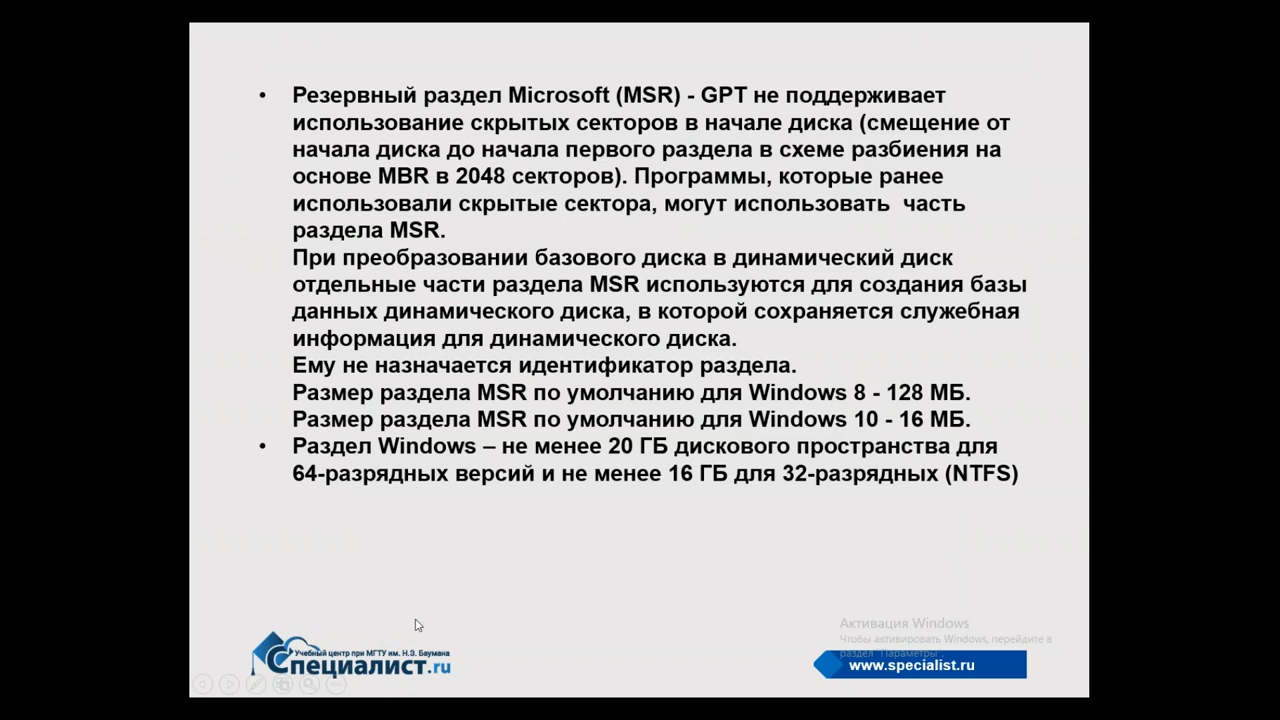 • Резервный раздел Microsoft (MSR) - GPT не поддерживает
использование скрытых секторов в начале диска (смещение от
начала диска до начала первого раздела в схеме разбиения на
основе MBR в 2048 секторов). Программы, которые ранее
использовали скрытые сектора, могут использовать  часть
раздела MSR.
При преобразовании базового диска в динамический диск
отдельные части раздела MSR используются для создания базы
данных динамического диска, в которой сохраняется служебная
информация для динамического диска.
Ему не назначается идентификатор раздела.
Размер раздела MSR по умолчанию для Windows 8 - 128 МБ.
Размер раздела MSR по умолчанию для Windows 10 - 16 МБ.
• Раздел Windows – не менее 20 ГБ дискового пространства для
64-разрядных версий и не менее 16 ГБ для 32-разрядных (NTFS)
Активация Windows
Чтобы активировать Windows, перейдите в
раздел "Параметры".
Учебный центр при МГТУ им. Н.Э. Баумана
Специалист.ru
www.specialist.ru